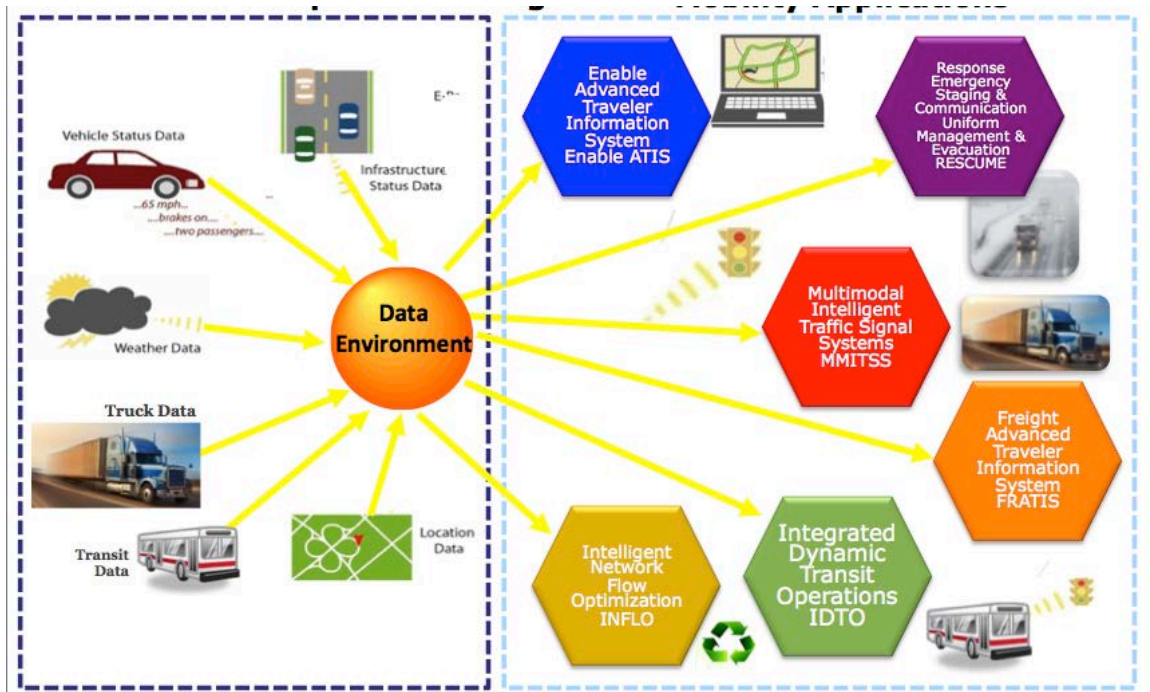 Mobility Applications
Vehicle Status Data
...65 mph...
....brakes on....
....two passengers....
Infrastructure
Status Data
Weather Data
Truck Data
Transit
Data
Location
Data
Data
Environment
Enable
Advanced
Traveler
Information
System
Enable ATIS
Response
Emergency
Staging &
Communication
Uniform
Management &
Evacuation
RESCUME
Multimodal
Intelligent
Traffic Signal
Systems
MMITSS
Freight
Advanced
Traveler
Information
System
FRATIS
Integrated
Dynamic
Transit
Operations
IDTO
Intelligent
Network
Flow
Optimization
INFLO